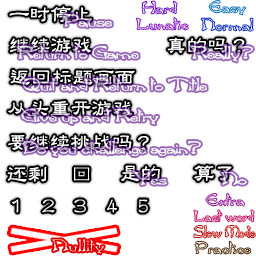 一时停止 Pause
Hard Easy
Lunatic Normal
继续游戏 Return to Game
真的吗？ Really?
返回标题画面 Quit and Return to Title
从头重开游戏 Give up and Retry
要继续挑战吗？ Do you challenge again?
还剩 回 是的 Yes 算了 No
1 2 3 4 5
Extra
Last word
Slow Mode
Practice
Nullify